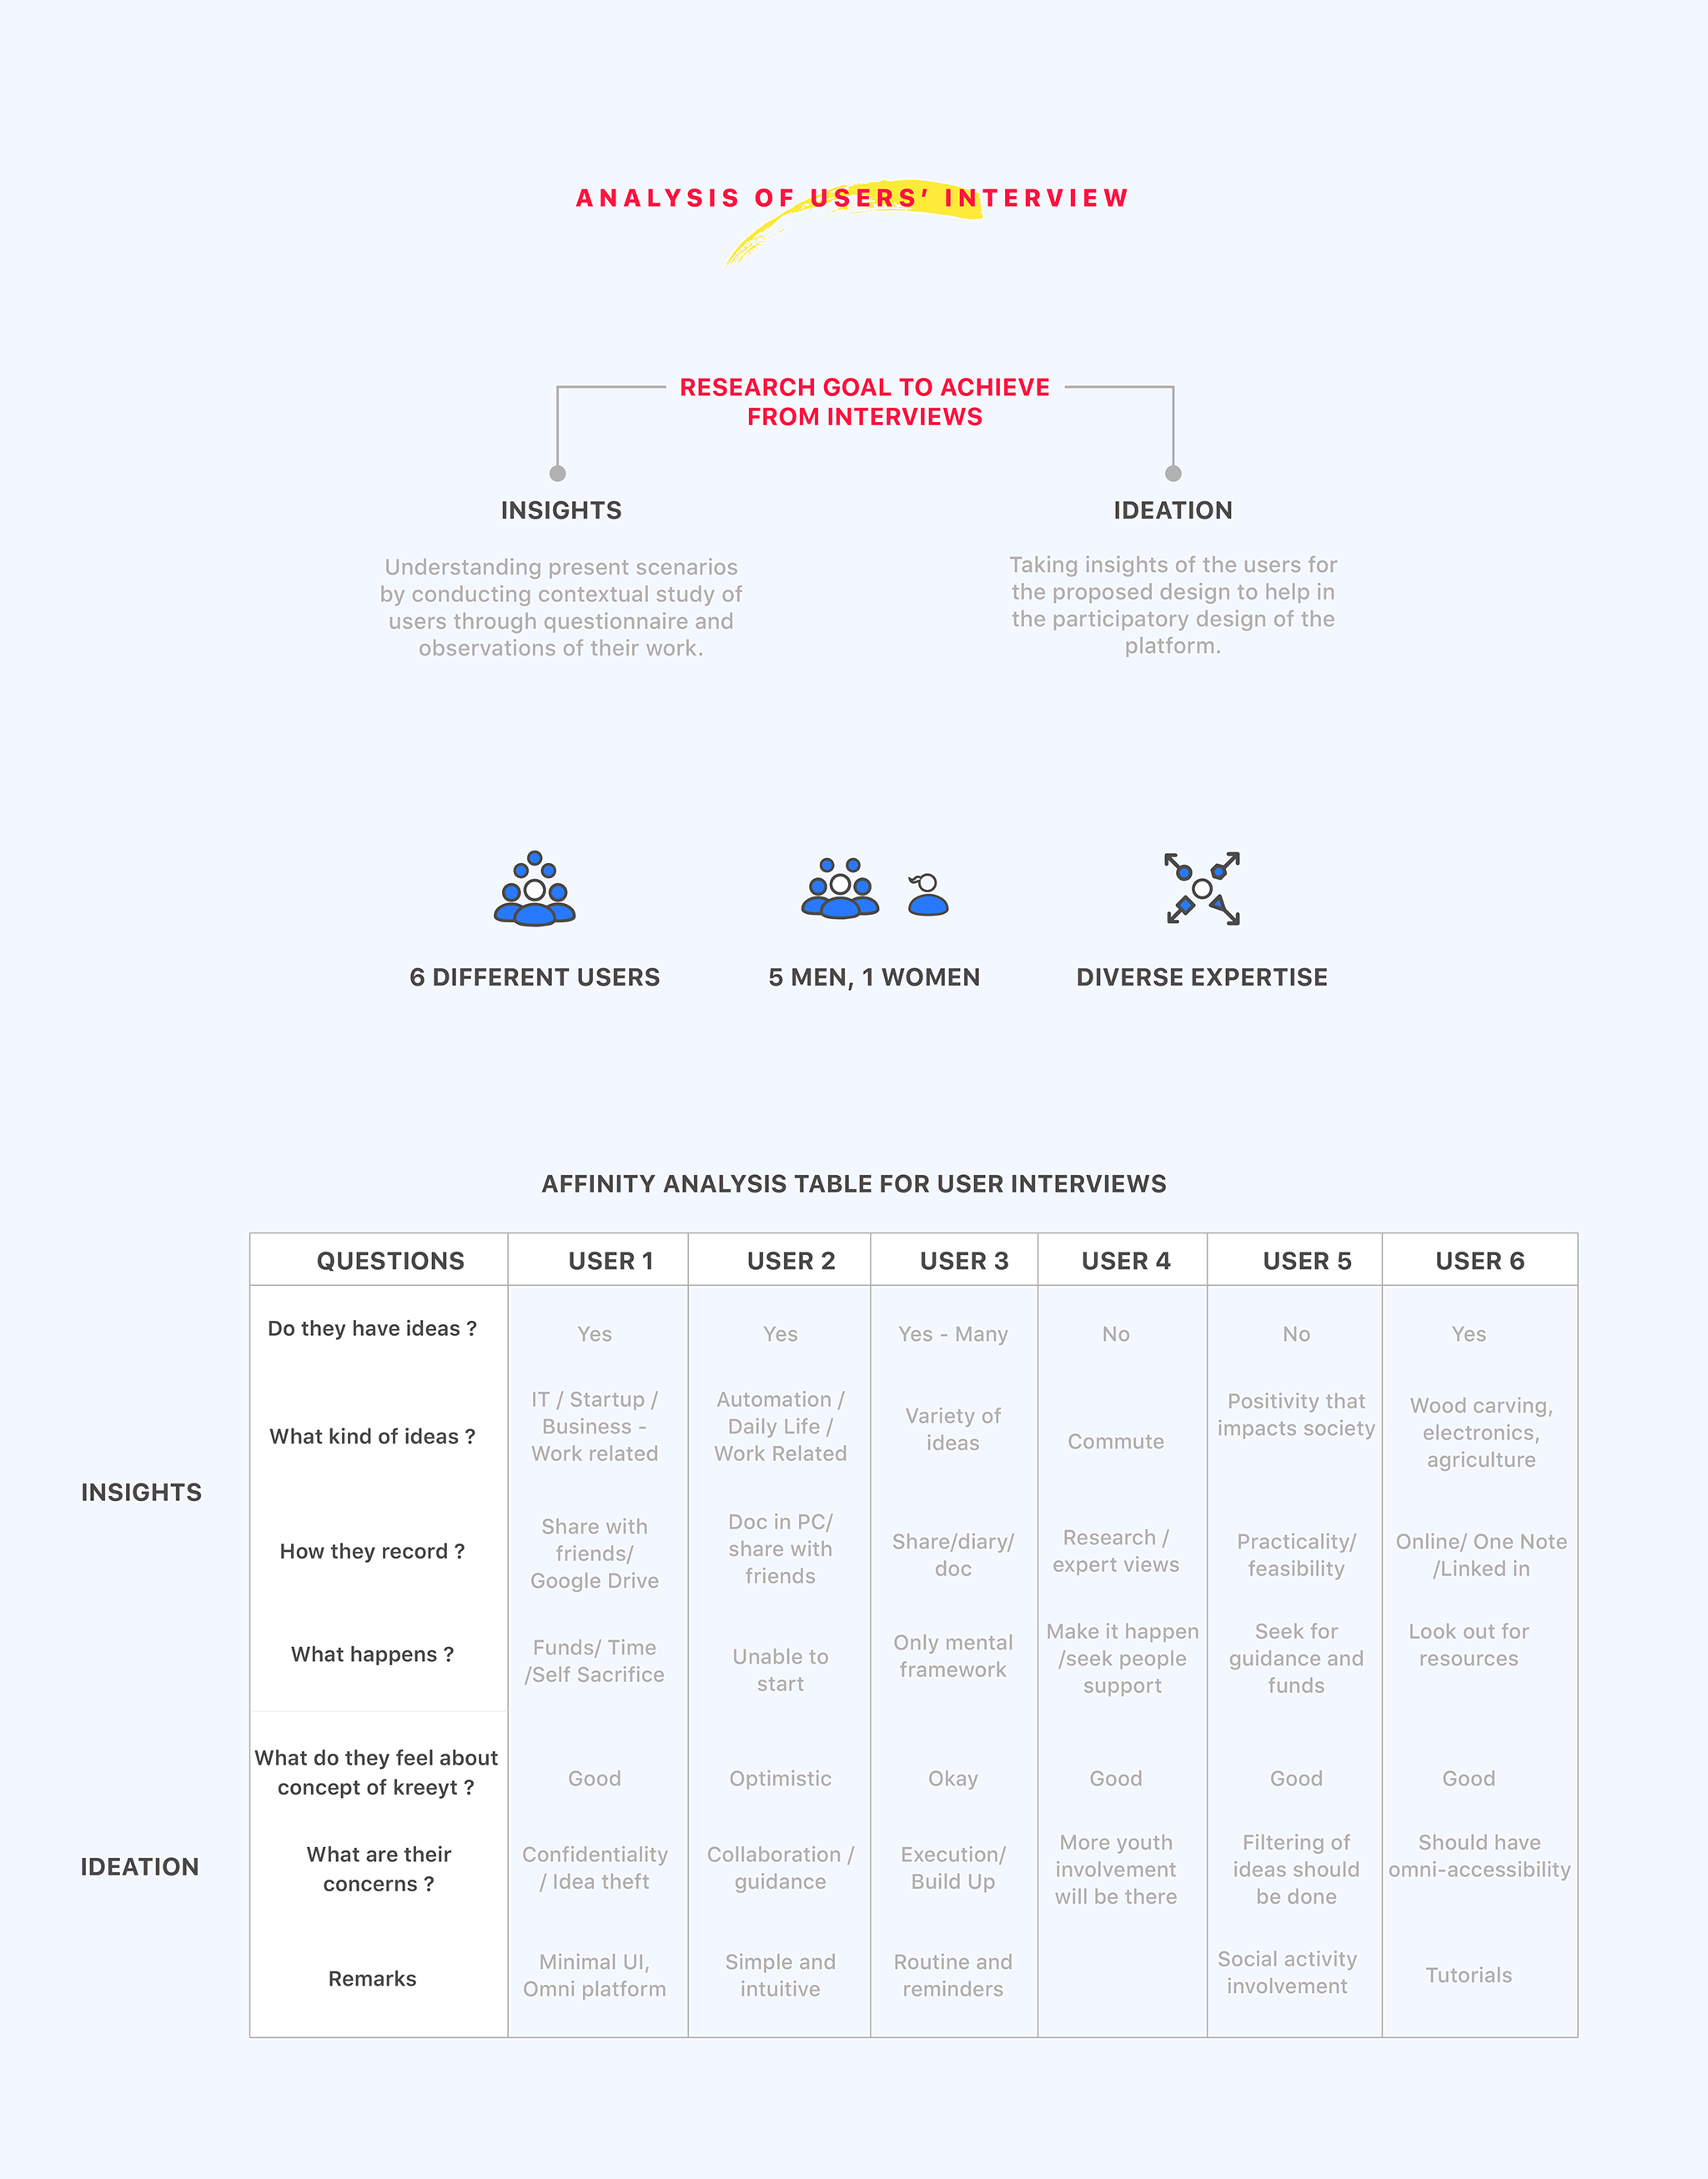 ANALYSIS OF USERS’ INTERVIEW
RESEARCH GOAL TO ACHIEVE
FROM INTERVIEWS
INSIGHTS
Understanding present scenarios
by conducting contextual study of
users through questionnaire and
observations of their work.
IDEATION
Taking insights of the users for
the proposed design to help in
the participatory design of the
platform.
6 DIFFERENT USERS
5 MEN, 1 WOMEN
DIVERSE EXPERTISE
AFFINITY ANALYSIS TABLE FOR USER INTERVIEWS
QUESTIONS
USER 1
USER 2
USER 3
USER 4
USER 5
USER 6
INSIGHTS
Do they have ideas ?
Yes
Yes
Yes - Many
No
No
Yes
What kind of ideas ?
IT / Startup /
Business -
Work related
Automation /
Daily Life /
Work Related
Variety of
ideas
Commute
Positivity that
impacts society
Wood carving,
electronics,
agriculture
How they record ?
Share with
friends/
Google Drive
Doc in PC/
share with
friends
Share/diary/
doc
Research /
expert views
Practicality/
feasibility
Online/ One Note
/Linked in
What happens ?
Funds/ Time
/Self Sacrifice
Unable to
start
Only mental
framework
Make it happen
/seek people
support
Seek for
guidance and
funds
Look out for
resources
IDEATION
What do they feel about
concept of kreeyt ?
Good
Optimistic
Okay
Good
Good
Good
What are their
concerns ?
Confidentiality
/ Idea theft
Collaboration /
guidance
Execution/
Build Up
More youth
involvement
will be there
Filtering of
ideas should
be done
Should have
omni-accessibility
Remarks
Minimal UI,
Omni platform
Simple and
intuitive
Routine and
reminders
Social activity
involvement
Tutorials